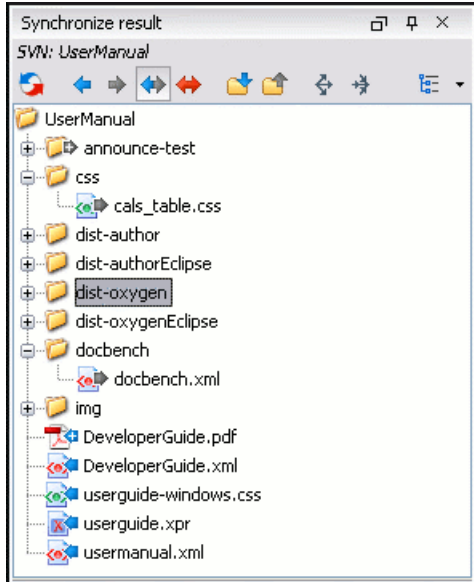 Synchronize result
SVN: UserManual
UserManual
announce-test
css
cals_table.css
dist-author
dist-authorEclipse
dist-oxygen
dist-oxygenEclipse
docbench
docbench.xml
img
DeveloperGuide.pdf
DeveloperGuide.xml
userguide-windows.css
userguide.xpr
usermanual.xml